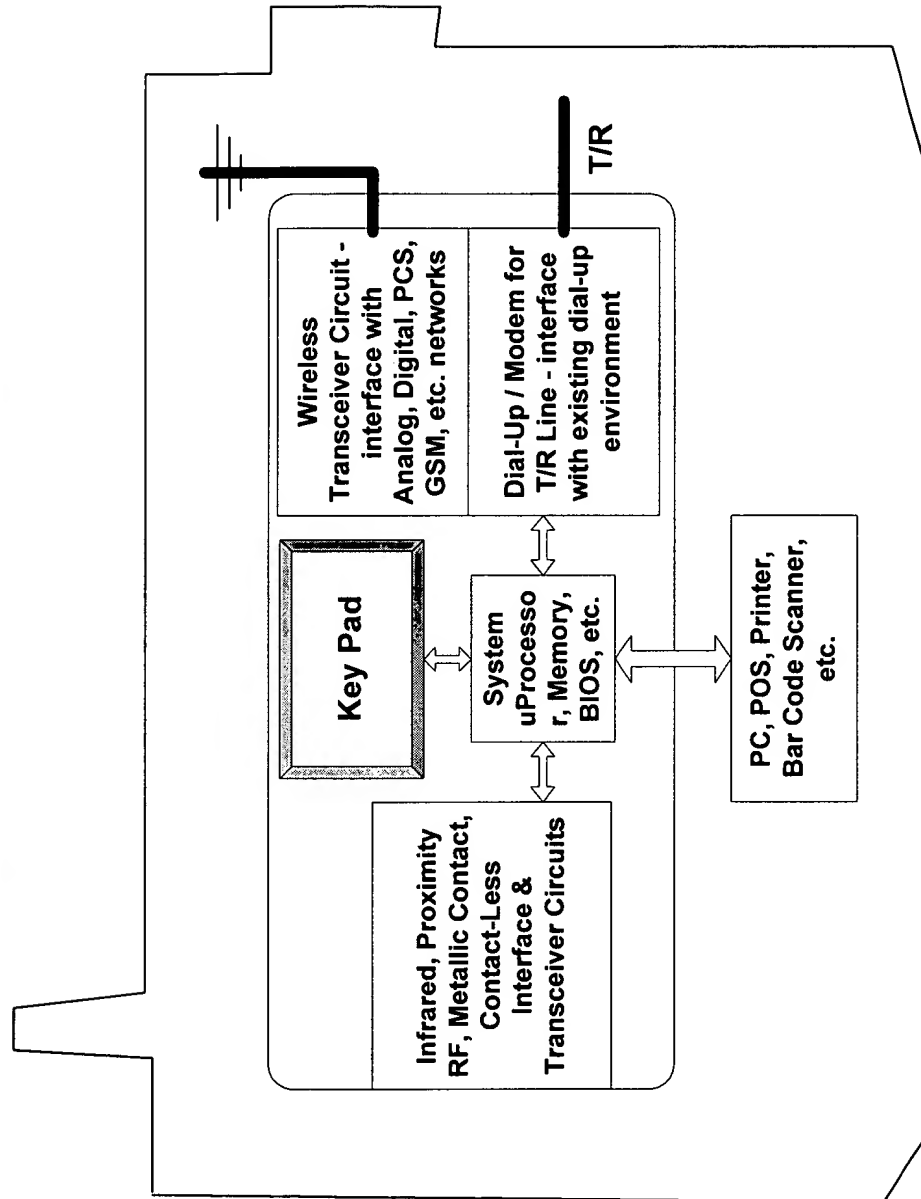 Infrared, Proximity
RF, Metallic Contact,
Contact-Less
Interface &
Transceiver Circuits
Key Pad
System
uProcesso
r, Memory,
BIOS, etc.
Wireless
Transceiver Circuit -
interface with
Analog, Digital, PCS,
GSM, etc. networks
Dial-Up / Modem for
T/R Line - interface
with existing dial-up
environment
T/R
PC, POS, Printer,
Bar Code Scanner,
etc.